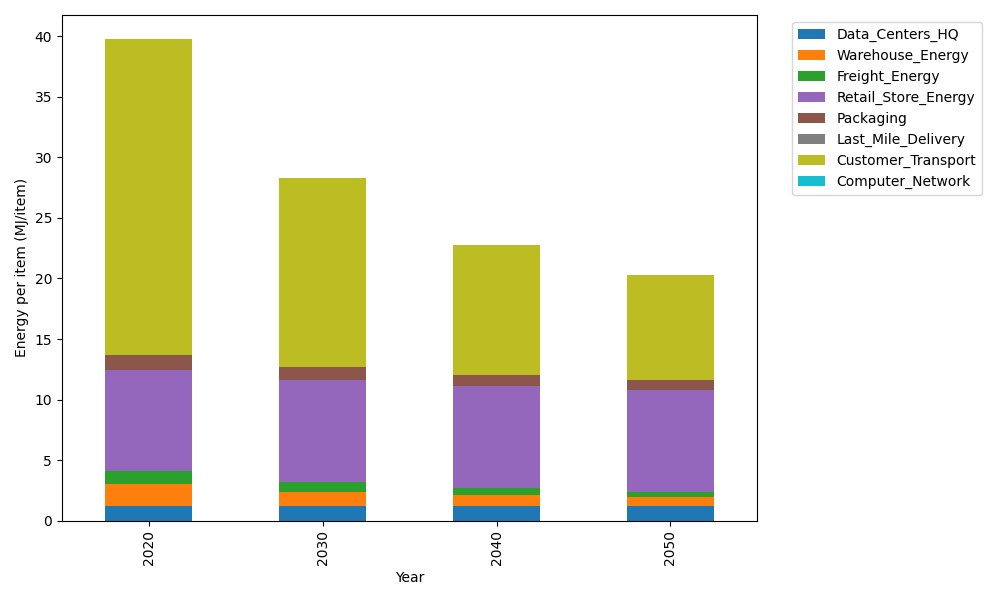 40
35
30
25
20
15
10
5
0
Energy per item (MJ/item)
2020
2030
2040
2050
Year
Data_Centers_HQ
Warehouse_Energy
Freight_Energy
Retail_Store_Energy
Packaging
Last_Mile_Delivery
Customer_Transport
Computer_Network